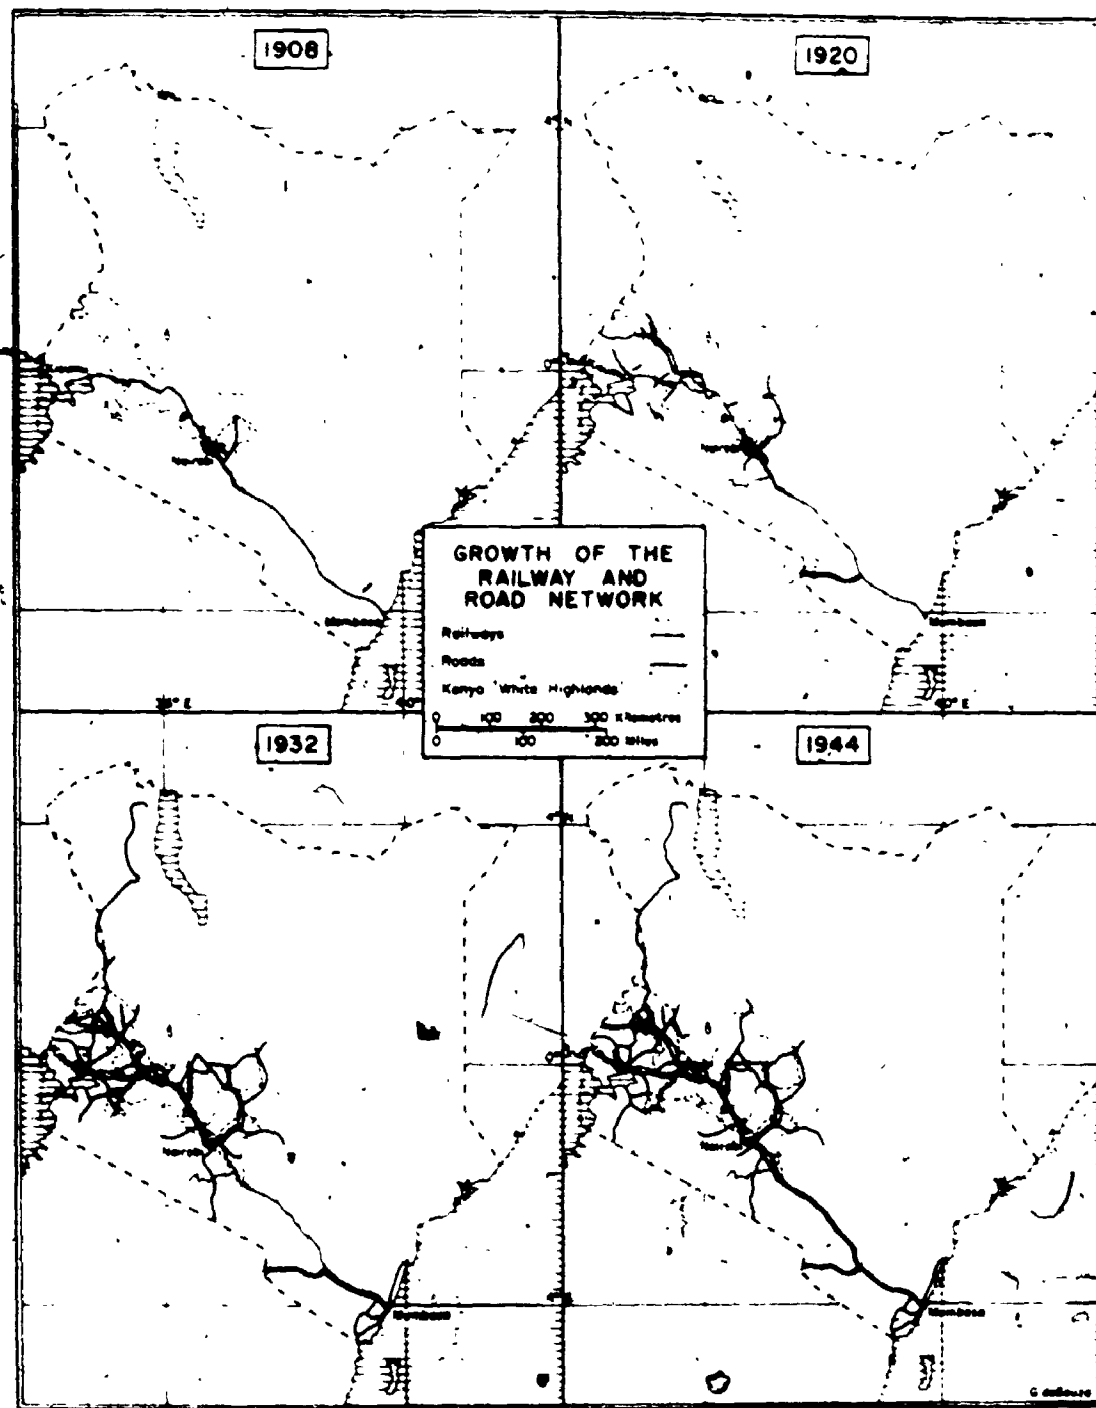 1908
1920
4° N
Nairobi
Nairobi
Mombasa
Mombasa
GROWTH OF THE
RAILWAY AND
ROAD NETWORK
Railways
Roads
Kenya 'White Highlands'
0 100 200 300 Kilometres
0 100 200 Miles
40° E
1932
1944
Nairobi
Nairobi
Mombasa
Mombasa